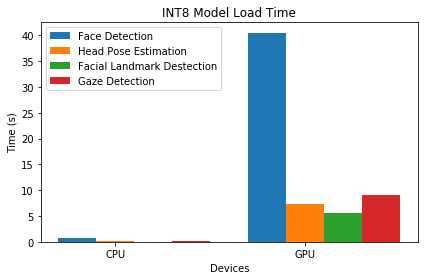 INT8 Model Load Time
Face Detection
Head Pose Estimation
Facial Landmark Destection
Gaze Detection
Time (s)
40
35
30
25
20
15
10
5
0
CPU GPU
Devices